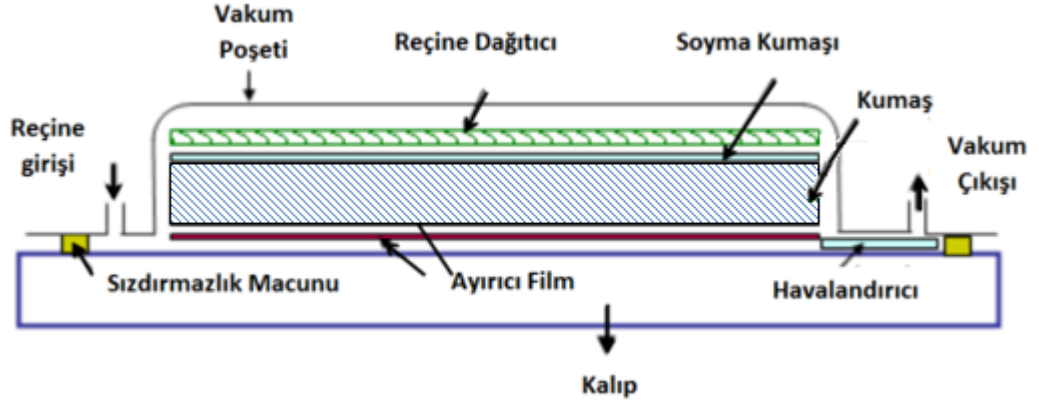 Vakum
Poşeti
Reçine Dağıtıcı
Soyma Kumaşı
Kumaş
Reçine
girişi
Vakum
Çıkışı
Sızdırmazlık Macunu
Ayırıcı Film
Havalandırıcı
Kalıp